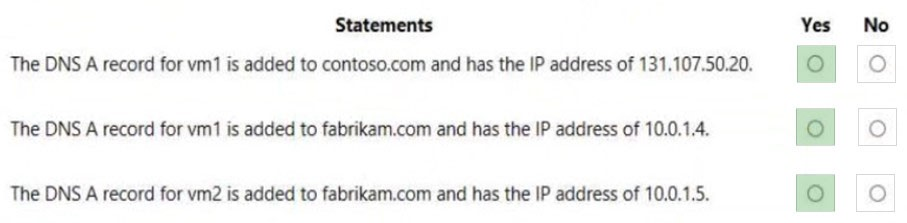 Statements Yes No
The DNS A record for vm1 is added to contoso.com and has the IP address of 131.107.50.20.
The DNS A record for vm1 is added to fabrikam.com and has the IP address of 10.0.1.4.
The DNS A record for vm2 is added to fabrikam.com and has the IP address of 10.0.1.5.